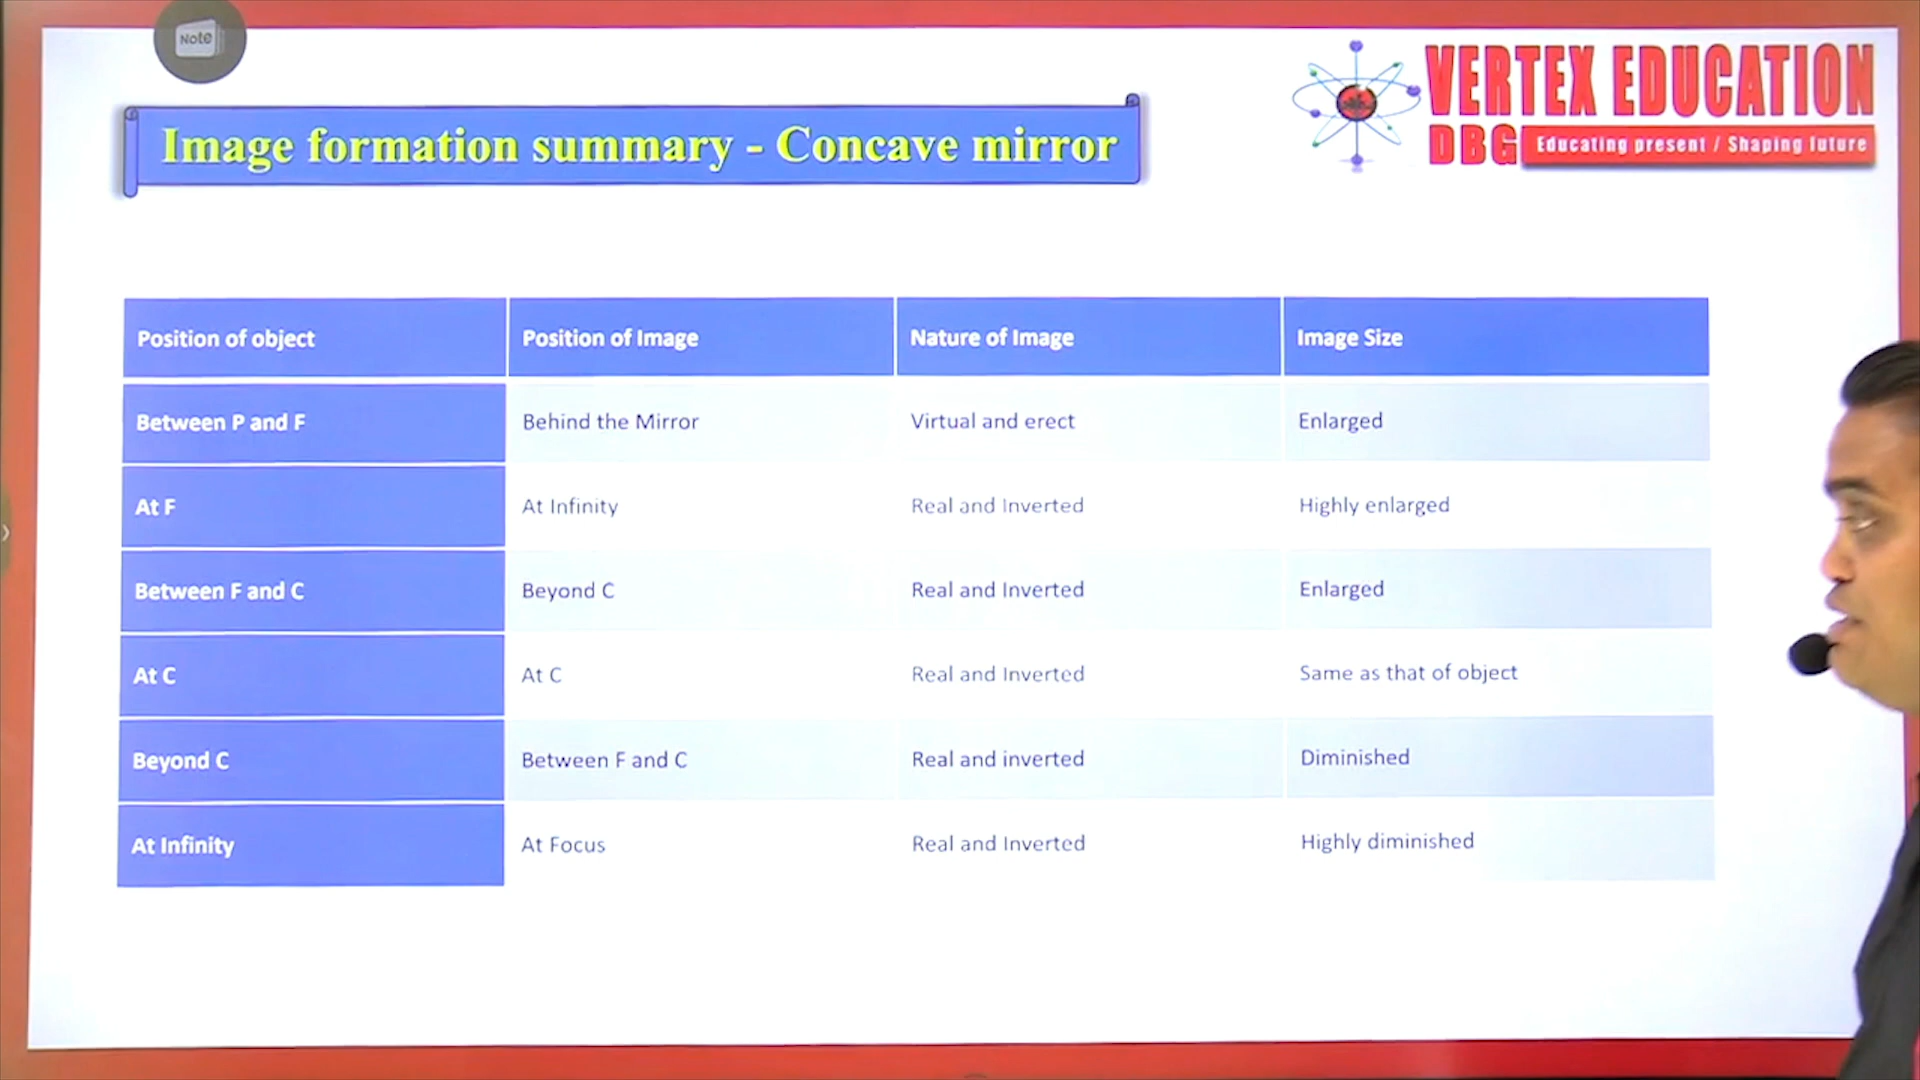 Note
VERTEX EDUCATION
DBG Educating present / Shaping future
Image formation summary - Concave mirror
Position of object Position of Image Nature of Image Image Size
Between P and F Behind the Mirror Virtual and erect Enlarged
At F At Infinity Real and Inverted Highly enlarged
Between F and C Beyond C Real and Inverted Enlarged
At C At C Real and Inverted Same as that of object
Beyond C Between F and C Real and inverted Diminished
At Infinity At Focus Real and Inverted Highly diminished